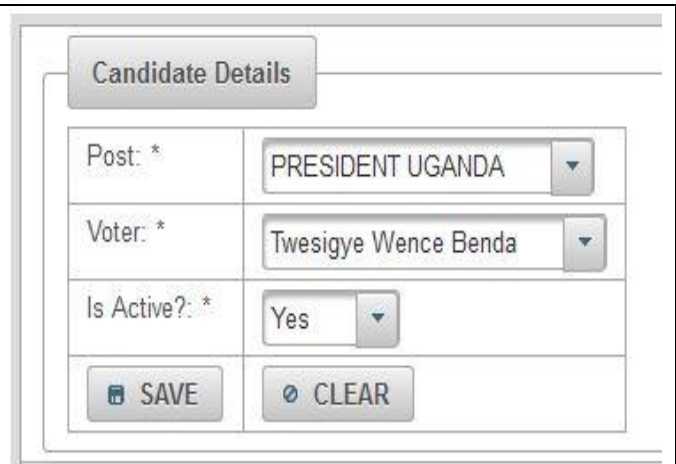 Candidate Details
Post: * PRESIDENT UGANDA
Voter: * Twesigye Wence Benda
Is Active?: * Yes
SAVE CLEAR